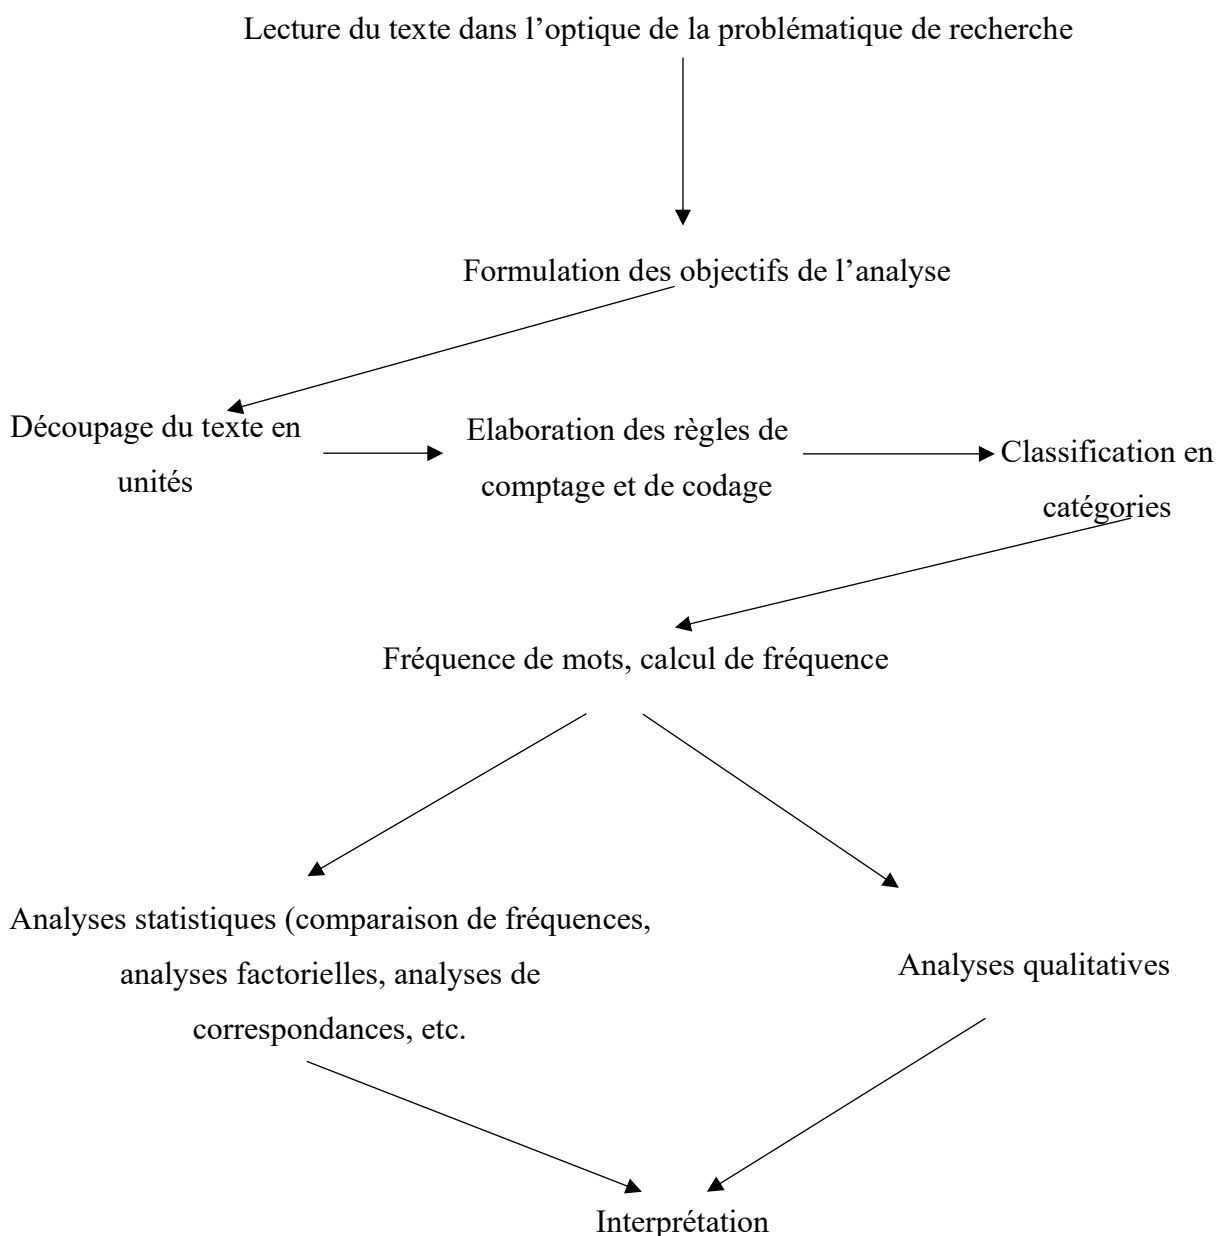 Lecture du texte dans l’optique de la problématique de recherche
Formulation des objectifs de l’analyse
Découpage du texte en
unités
Elaboration des règles de
comptage et de codage
Classification en
catégories
Fréquence de mots, calcul de fréquence
Analyses statistiques (comparaison de fréquences,
analyses factorielles, analyses de
correspondances, etc.
Analyses qualitatives
Interprétation